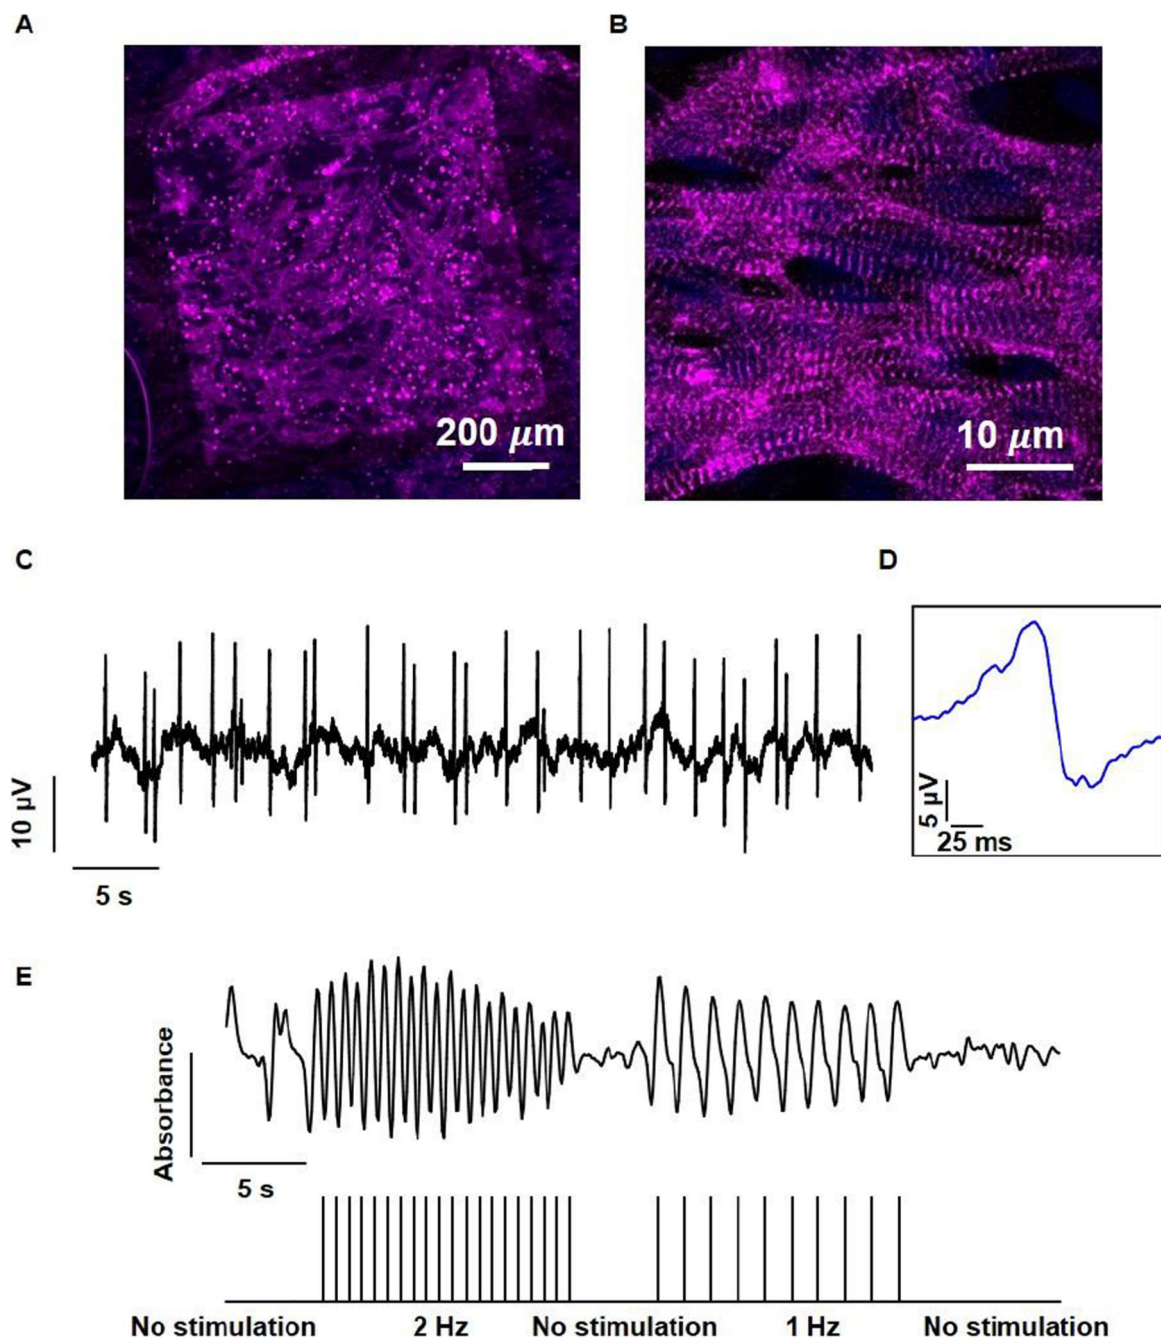 A
B
200 μm
10 μm
C
D
10 μV
5 s
5 μV
25 ms
E
Absorbance
5 s
No stimulation 2 Hz No stimulation 1 Hz No stimulation